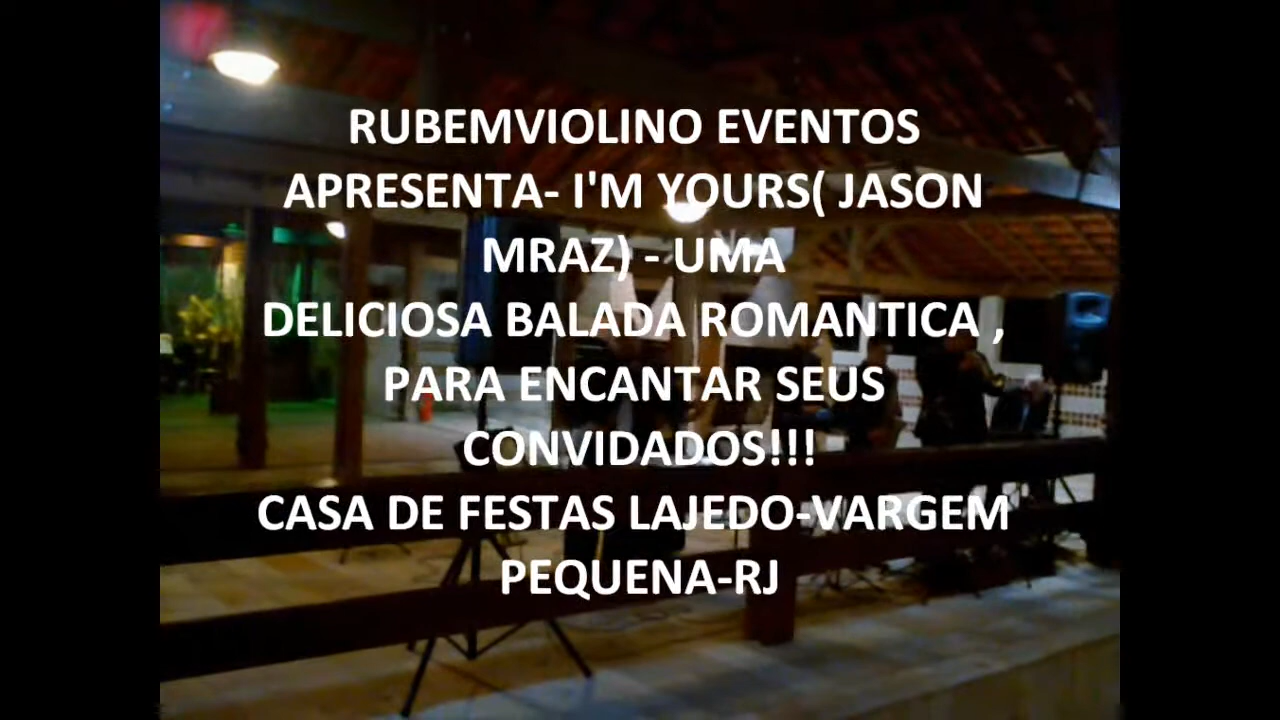 RUBEMVIOLINO EVENTOS
APRESENTA- I'M YOURS( JASON
MRAZ) - UMA
DELICIOSA BALADA ROMANTICA ,
PARA ENCANTAR SEUS
CONVIDADOS!!!
CASA DE FESTAS LAJEDO-VARGEM
PEQUENA-RJ